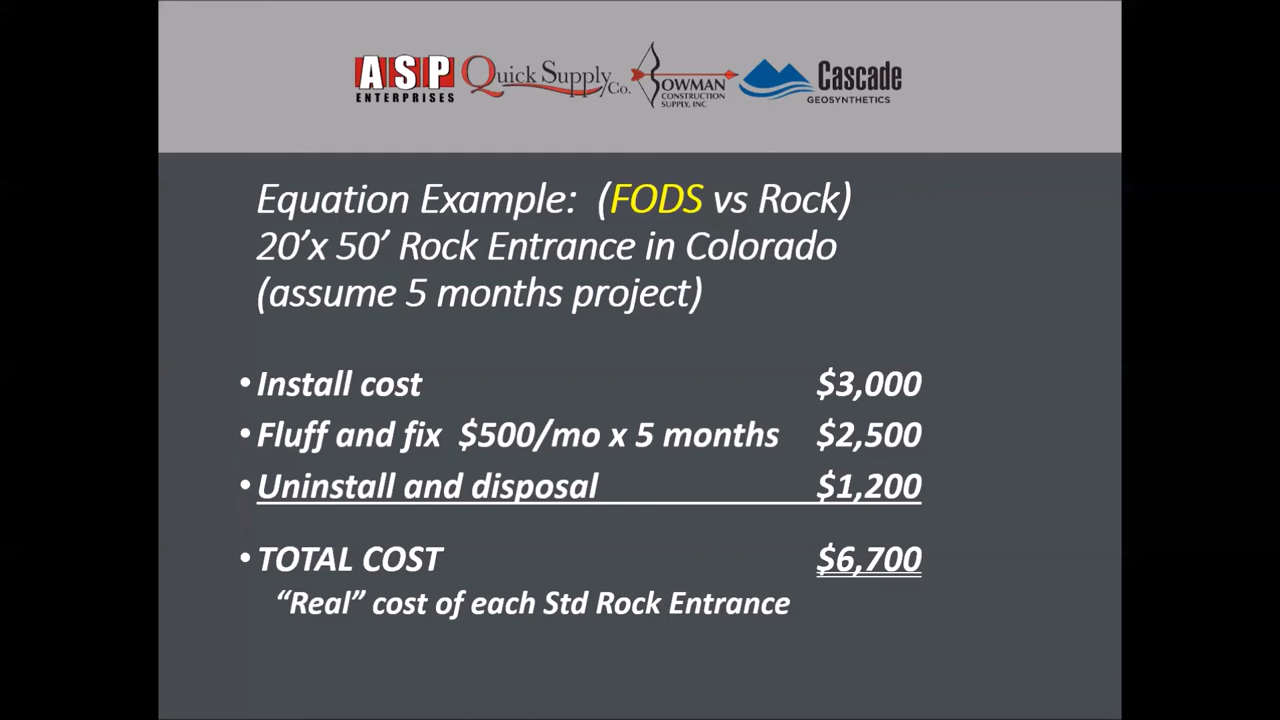 ASP ENTERPRISES Quick Supply Co. BOWMAN CONSTRUCTION SUPPLY, INC Cascade GEOSYNTHETICS
Equation Example: (FODS vs Rock)
20’x 50’ Rock Entrance in Colorado
(assume 5 months project)
• Install cost $3,000
• Fluff and fix $500/mo x 5 months $2,500
• Uninstall and disposal $1,200
• TOTAL COST $6,700
“Real” cost of each Std Rock Entrance